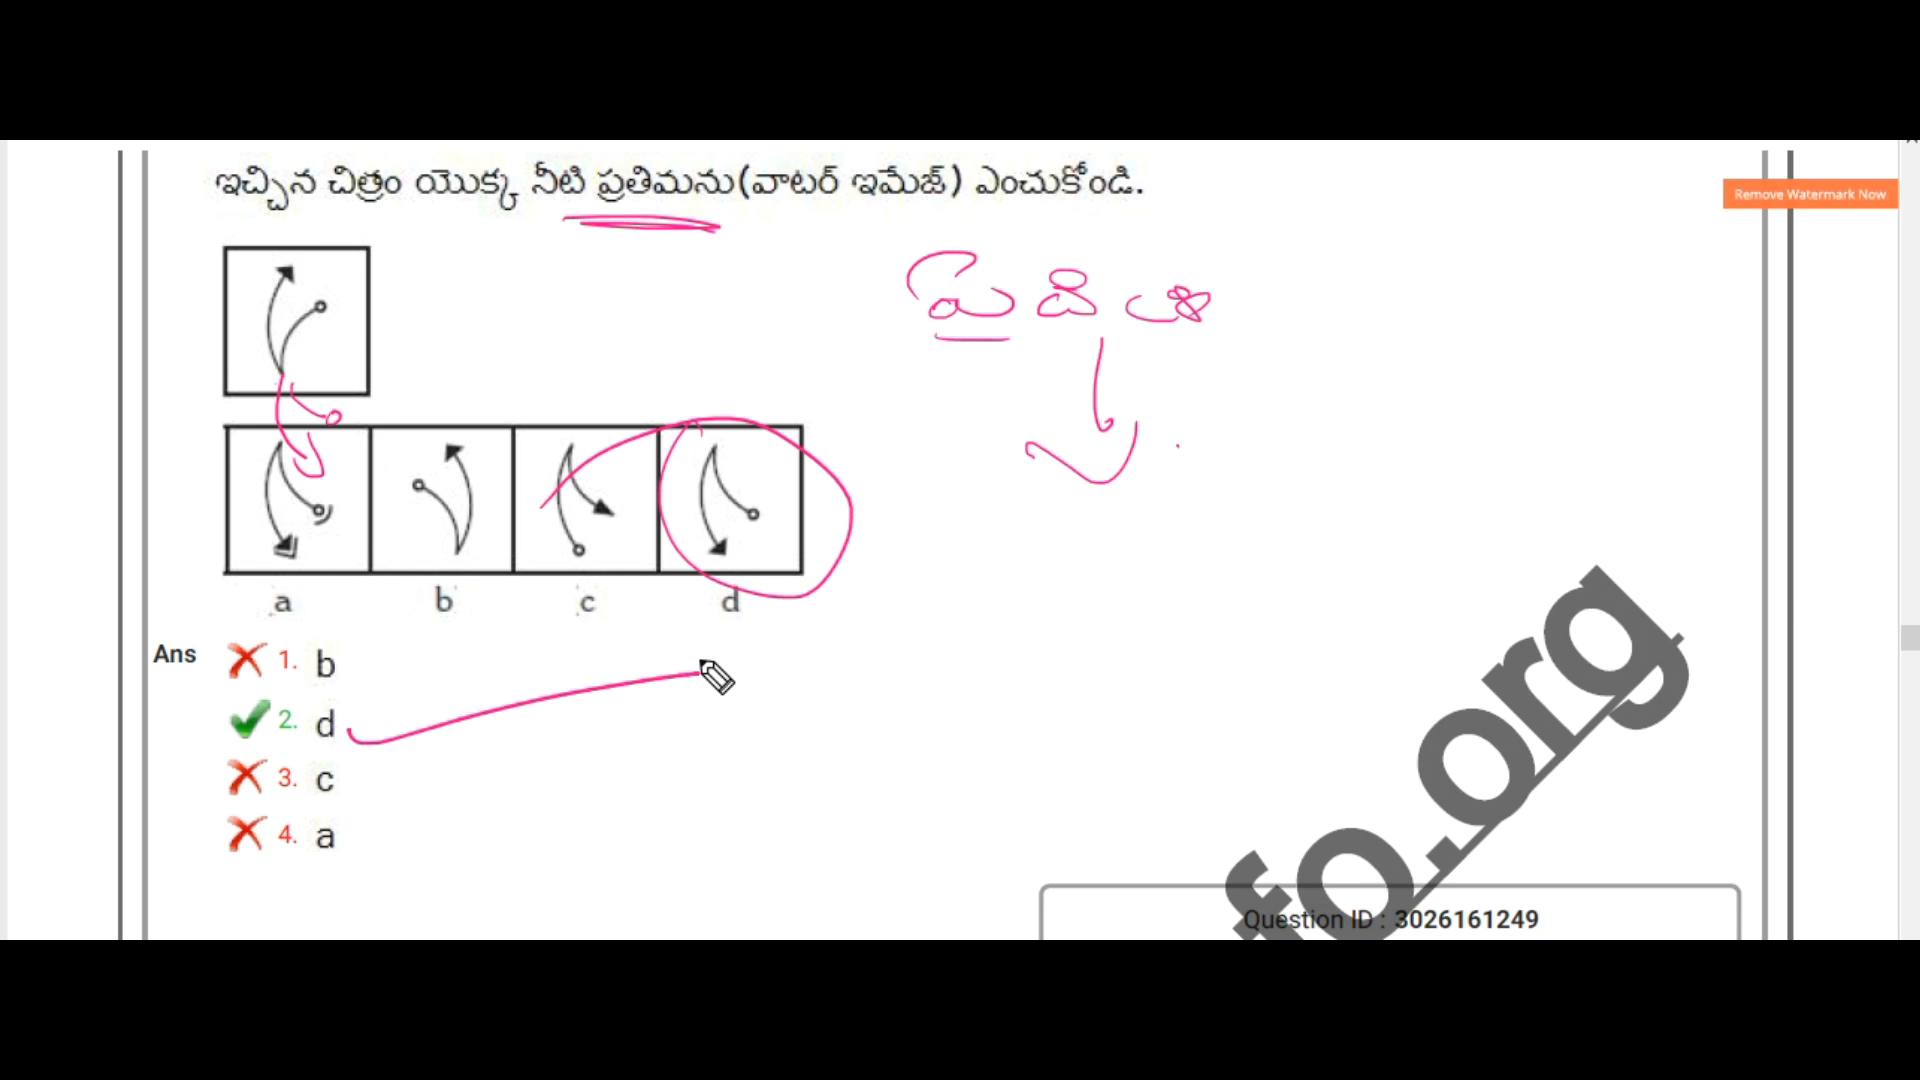 ఇచ్చిన చిత్రం యొక్క నీటి ప్రతిమను(వాటర్ ఇమేజ్) ఎంచుకోండి.
Remove Watermark Now
a b c d
Ans 1. b
2. d
3. c
4. a
fo.org
Question ID : 3026161249